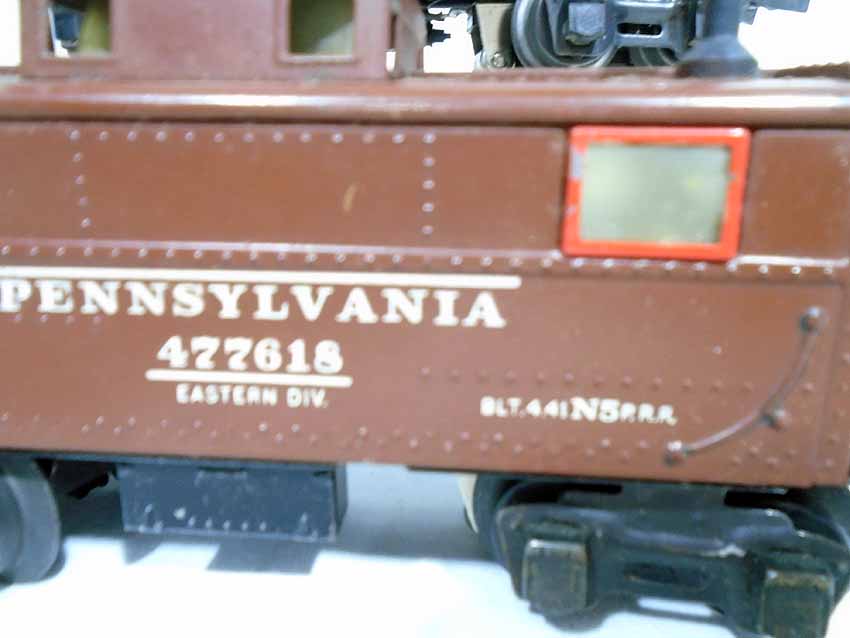 PENNSYLVANIA
477618
EASTERN DIV.
BLT.4.41 N5 P.R.R.